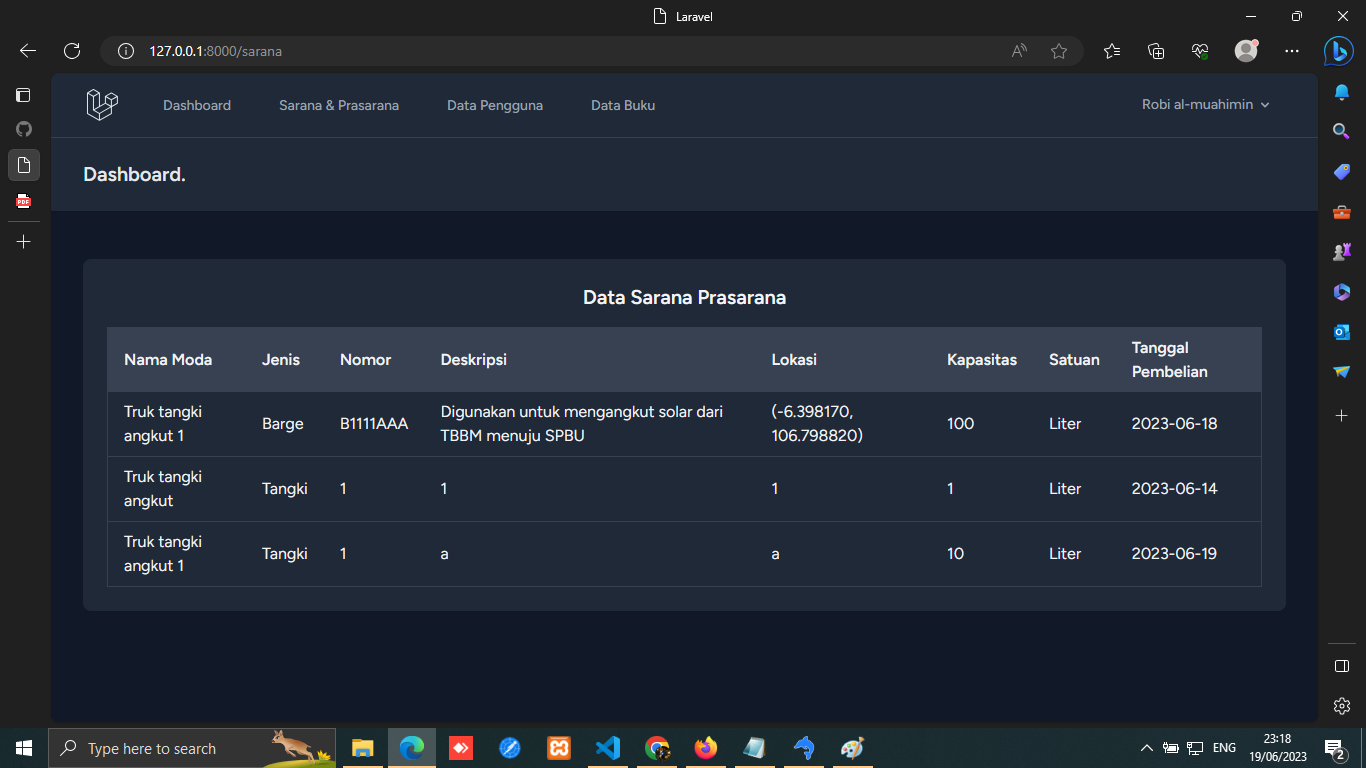 Laravel
127.0.0.1:8000/sarana
Dashboard Sarana & Prasarana Data Pengguna Data Buku Robi al-muahimin
Dashboard.
Data Sarana Prasarana
Nama Moda Jenis Nomor Deskripsi Lokasi Kapasitas Satuan Tanggal
Pembelian
Truk tangki
angkut 1
Barge
B1111AAA
Digunakan untuk mengangkut solar dari
TBBM menuju SPBU
(-6.398170,
106.798820)
100
Liter
2023-06-18
Truk tangki
angkut
Tangki
1
1
1
1
Liter
2023-06-14
Truk tangki
angkut 1
Tangki
1
a
a
10
Liter
2023-06-19
PDF
Type here to search
ENG
23:18
19/06/2023
2